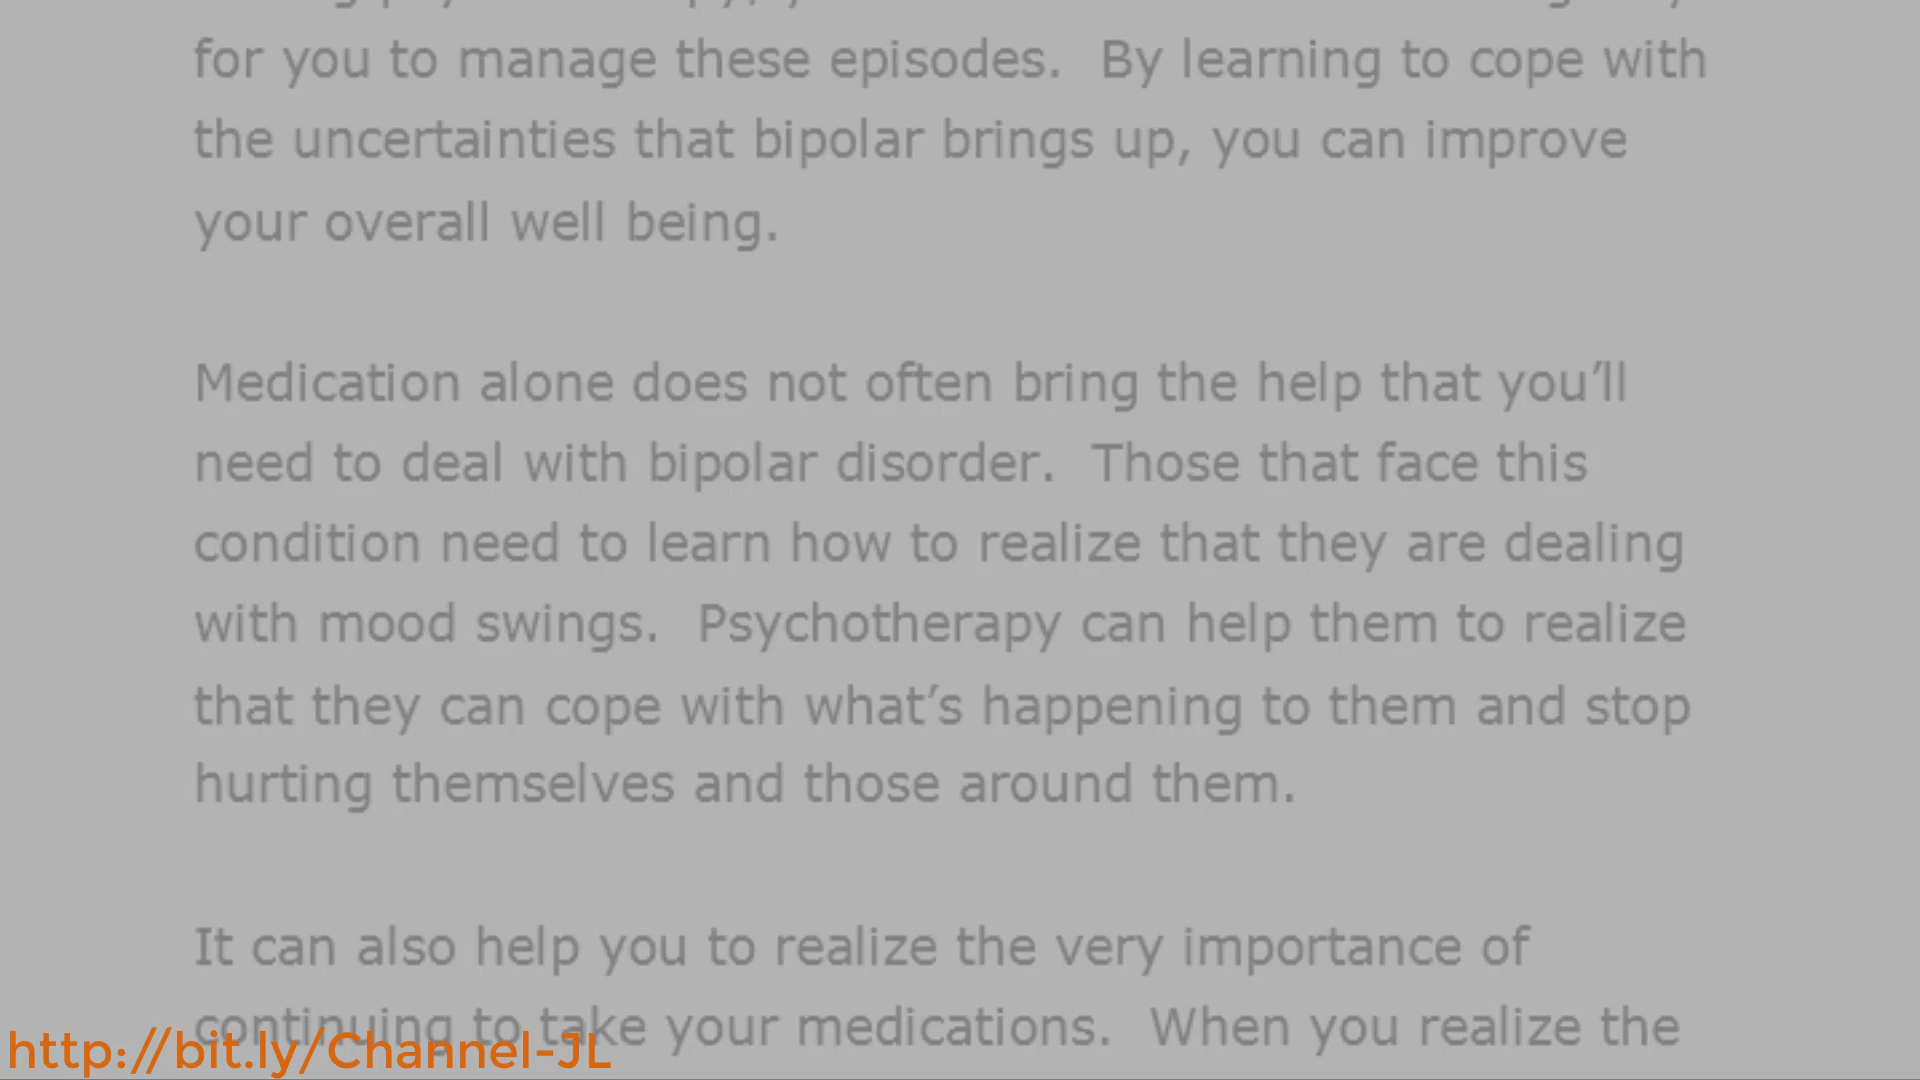 for you to manage these episodes.  By learning to cope with
the uncertainties that bipolar brings up, you can improve
your overall well being.
Medication alone does not often bring the help that you’ll
need to deal with bipolar disorder.  Those that face this
condition need to learn how to realize that they are dealing
with mood swings.  Psychotherapy can help them to realize
that they can cope with what’s happening to them and stop
hurting themselves and those around them.
It can also help you to realize the very importance of
continuing to take your medications.  When you realize the
http://bit.ly/Channel-JL